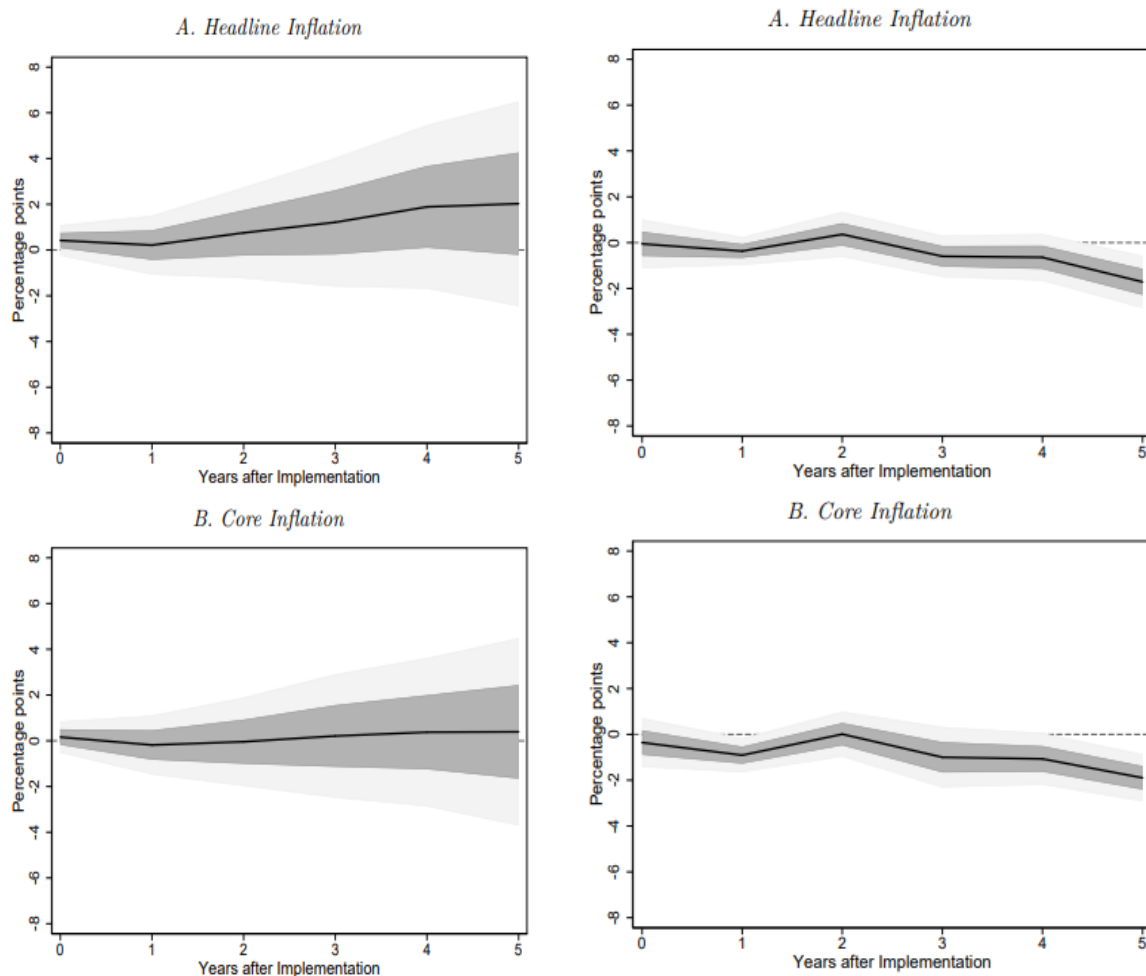 A. Headline Inflation
8
6
4
2
0
-2
-4
-6
-8
Percentage points
0 1 2 3 4 5
Years after Implementation
A. Headline Inflation
8
6
4
2
0
-2
-4
-6
-8
Percentage points
0 1 2 3 4 5
Years after Implementation
B. Core Inflation
8
6
4
2
0
-2
-4
-6
-8
Percentage points
0 1 2 3 4 5
Years after Implementation
B. Core Inflation
8
6
4
2
0
-2
-4
-6
-8
Percentage points
0 1 2 3 4 5
Years after Implementation